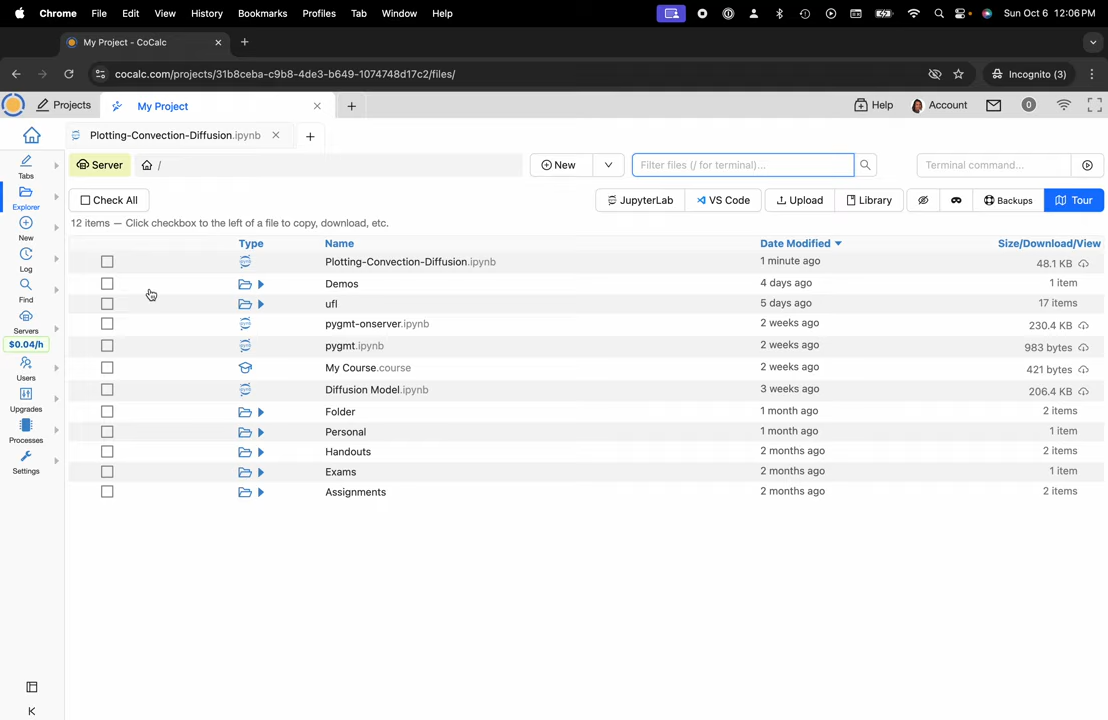 Chrome File Edit View History Bookmarks Profiles Tab Window Help Sun Oct 6 12:06 PM
My Project - CoCalc
cocalc.com/projects/31b8ceba-c9b8-4de3-b649-1074748d17c2/files/ Incognito (3)
Projects My Project Help Account 0
Plotting-Convection-Diffusion.ipynb
Server / New Filter files (/ for terminal)... Terminal command...
Check All JupyterLab VS Code Upload Library Backups Tour
12 items — Click checkbox to the left of a file to copy, download, etc.
Type Name Date Modified Size/Download/View
Plotting-Convection-Diffusion.ipynb 1 minute ago 48.1 KB
Demos 4 days ago 1 item
ufl 5 days ago 17 items
pygmt-onserver.ipynb 2 weeks ago 230.4 KB
pygmt.ipynb 2 weeks ago 983 bytes
My Course.course 2 weeks ago 421 bytes
Diffusion Model.ipynb 3 weeks ago 206.4 KB
Folder 1 month ago 2 items
Personal 1 month ago 1 item
Handouts 2 months ago 2 items
Exams 2 months ago 1 item
Assignments 2 months ago 2 items
Tabs
Explorer
New
Log
Find
Servers
$0.04/h
Users
Upgrades
Processes
Settings